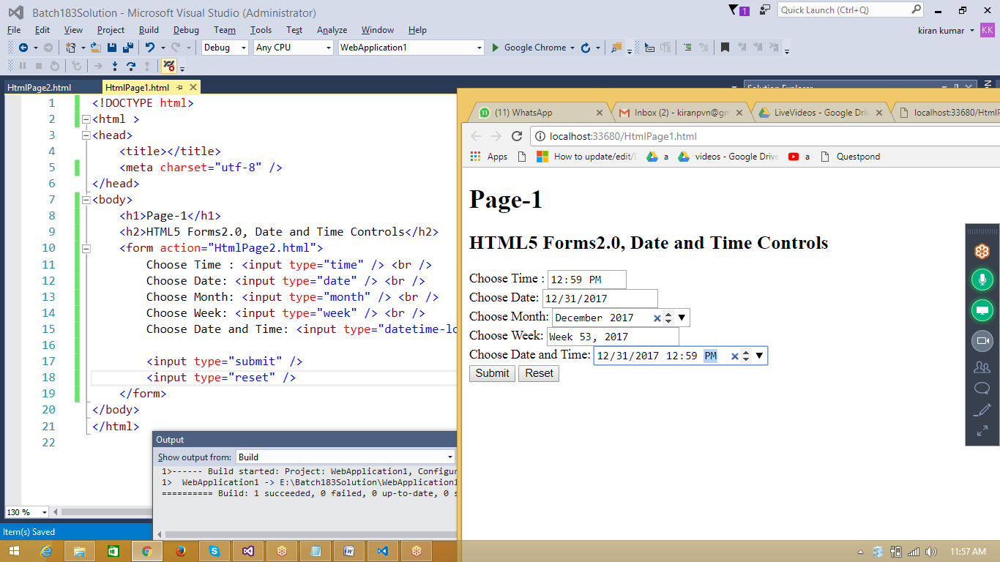 Batch183Solution - Microsoft Visual Studio (Administrator)
1
Quick Launch (Ctrl+Q)
File Edit View Project Build Debug Team Tools Test Analyze Window Help
kiran kumar
KK
Debug
Any CPU
WebApplication1
Google Chrome
HtmlPage2.html
HtmlPage1.html
Solution Explorer
1 <!DOCTYPE html>
2 <html >
3 <head>
4 <title></title>
5 <meta charset="utf-8" />
6 </head>
7 <body>
8 <h1>Page-1</h1>
9 <h2>HTML5 Forms2.0, Date and Time Controls</h2>
10 <form action="HtmlPage2.html">
11 Choose Time : <input type="time" /> <br />
12 Choose Date: <input type="date" /> <br />
13 Choose Month: <input type="month" /> <br />
14 Choose Week: <input type="week" /> <br />
15 Choose Date and Time: <input type="datetime-lo
16
17 <input type="submit" />
18 <input type="reset" />
19 </form>
20 </body>
21 </html>
22
130 %
Output
Show output from: Build
1>------ Build started: Project: WebApplication1, Configur
1> WebApplication1 -> E:\Batch183Solution\WebApplication1
========== Build: 1 succeeded, 0 failed, 0 up-to-date, 0 s
Item(s) Saved
(11) WhatsApp
Inbox (2) - kiranpvn@gm
LiveVideos - Google Driv
localhost:33680/HtmlP
localhost:33680/HtmlPage1.html
Apps
How to update/edit/
a
videos - Google Drive
a
Questpond
Page-1
HTML5 Forms2.0, Date and Time Controls
Choose Time : 12:59 PM
Choose Date: 12/31/2017
Choose Month: December 2017
Choose Week: Week 53, 2017
Choose Date and Time: 12/31/2017 12:59 PM
Submit Reset
11:57 AM